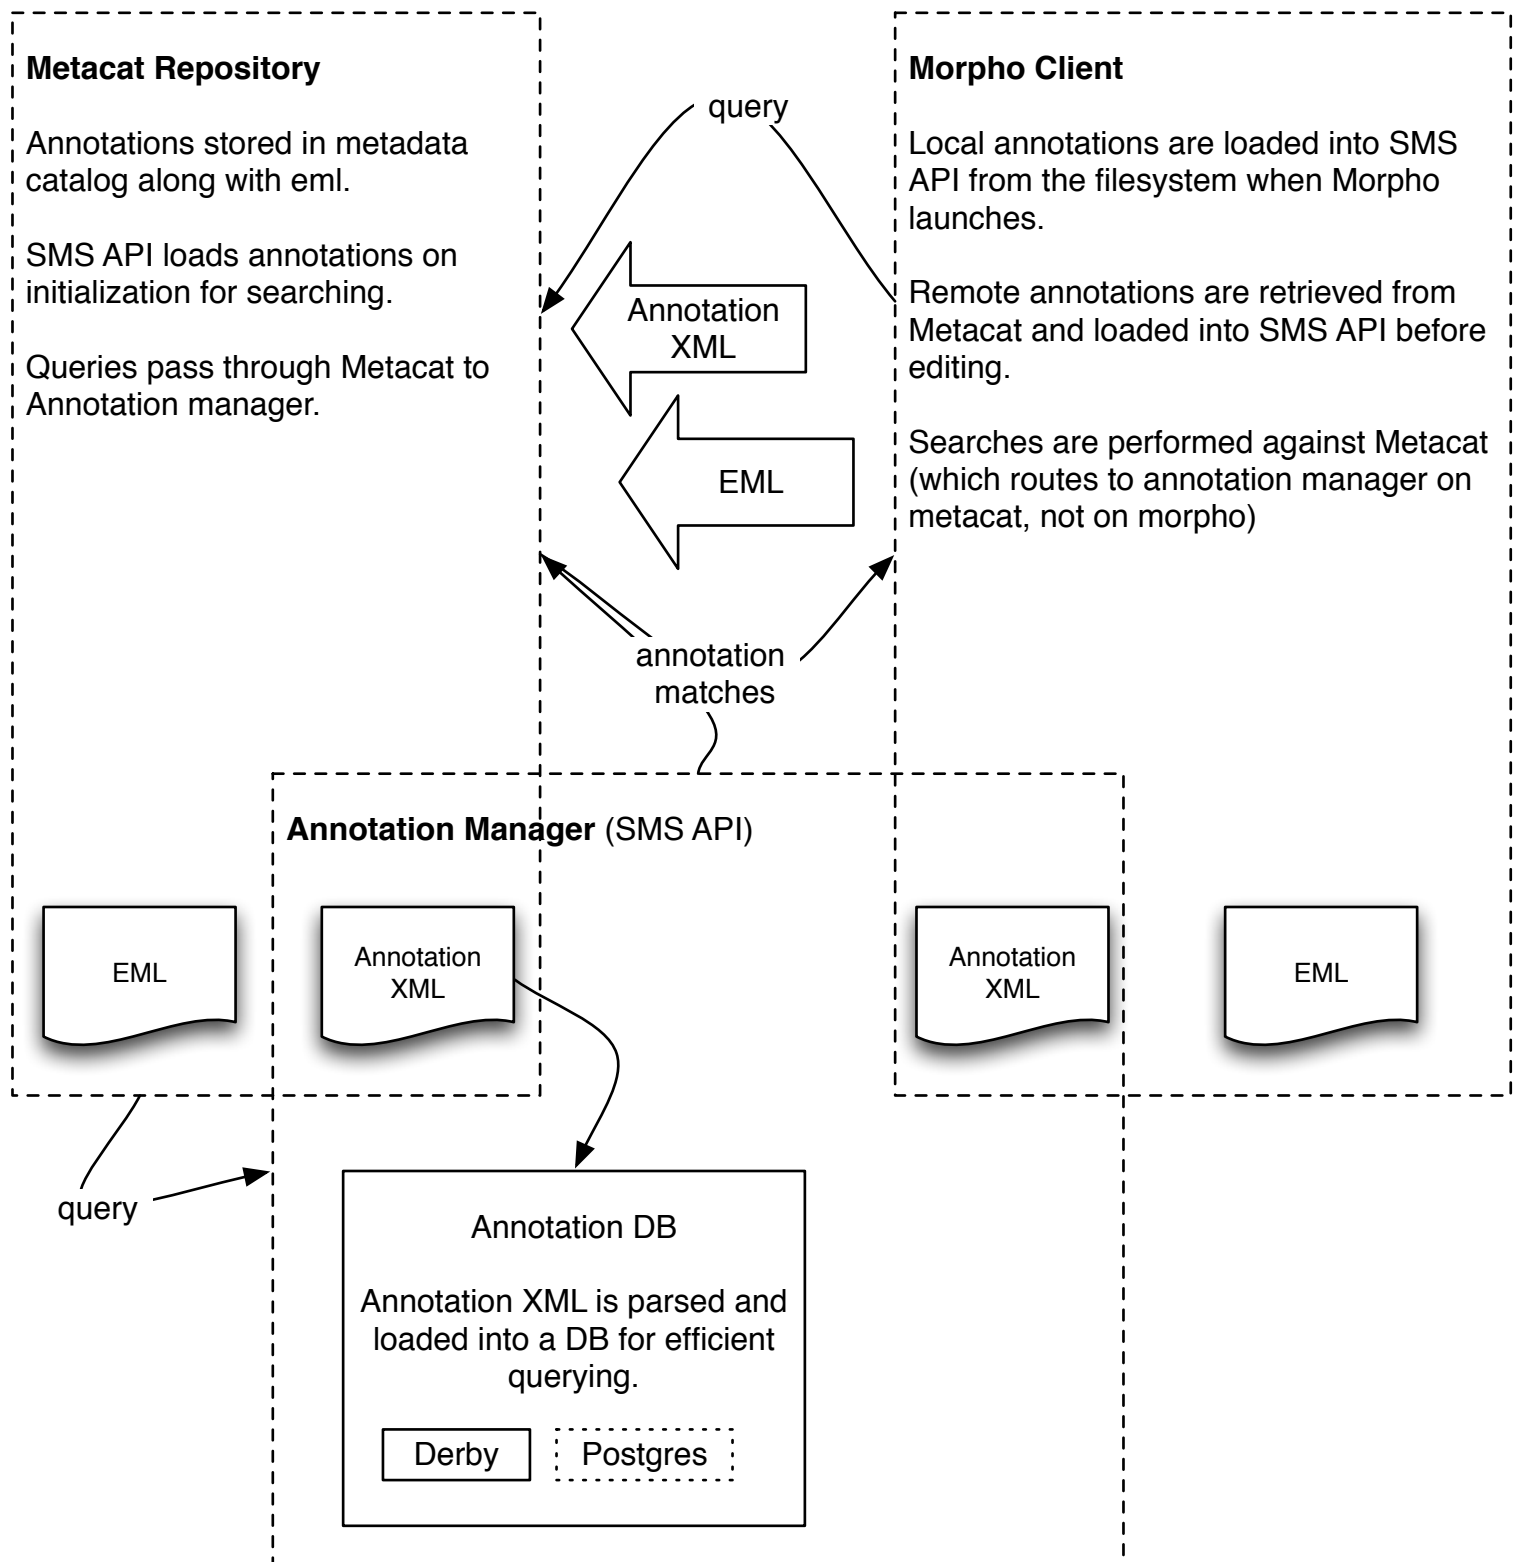 Metacat Repository
Annotations stored in metadata
catalog along with eml.
SMS API loads annotations on
initialization for searching.
Queries pass through Metacat to
Annotation manager.
query
Annotation
XML
EML
Morpho Client
Local annotations are loaded into SMS
API from the filesystem when Morpho
launches.
Remote annotations are retrieved from
Metacat and loaded into SMS API before
editing.
Searches are performed against Metacat
(which routes to annotation manager on
metacat, not on morpho)
annotation
matches
Annotation Manager (SMS API)
EML
Annotation
XML
Annotation
XML
EML
query
Annotation DB
Annotation XML is parsed and
loaded into a DB for efficient
querying.
Derby
Postgres